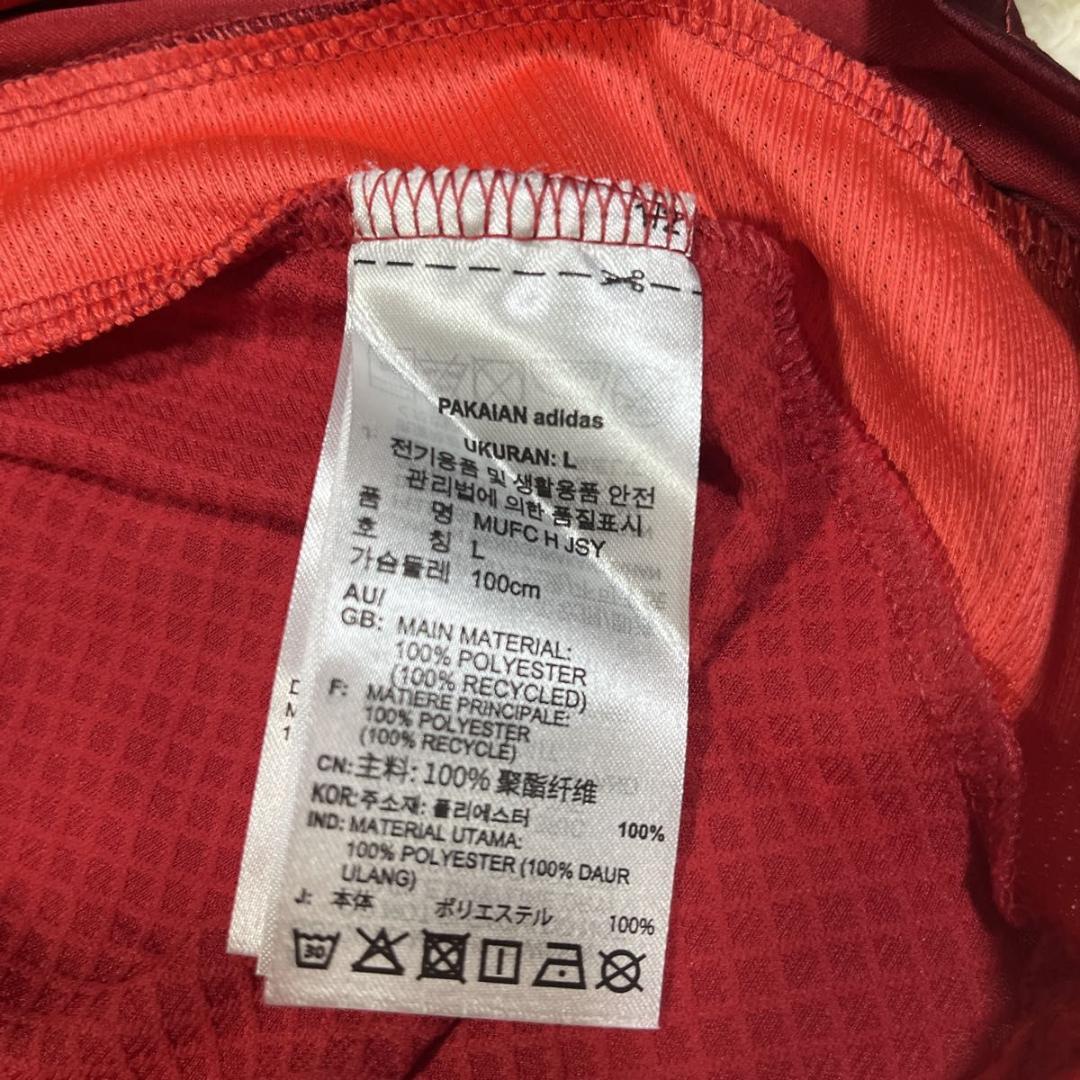 PAKAIAN adidas
UKURAN: L
전기용품 및 생활용품 안전
관리법에 의한 품질표시
품 명 MUFC H JSY
호 칭 L
가슴둘레 100cm
AU/
GB: MAIN MATERIAL:
100% POLYESTER
(100% RECYCLED)
F: MATIERE PRINCIPALE:
100% POLYESTER
(100% RECYCLÉ)
CN: 主料: 100% 聚酯纤维
KOR: 주소재: 폴리에스터 100%
IND: MATERIAL UTAMA:
100% POLYESTER (100% DAUR
ULANG)
J: 本体 ポリエステル 100%
30